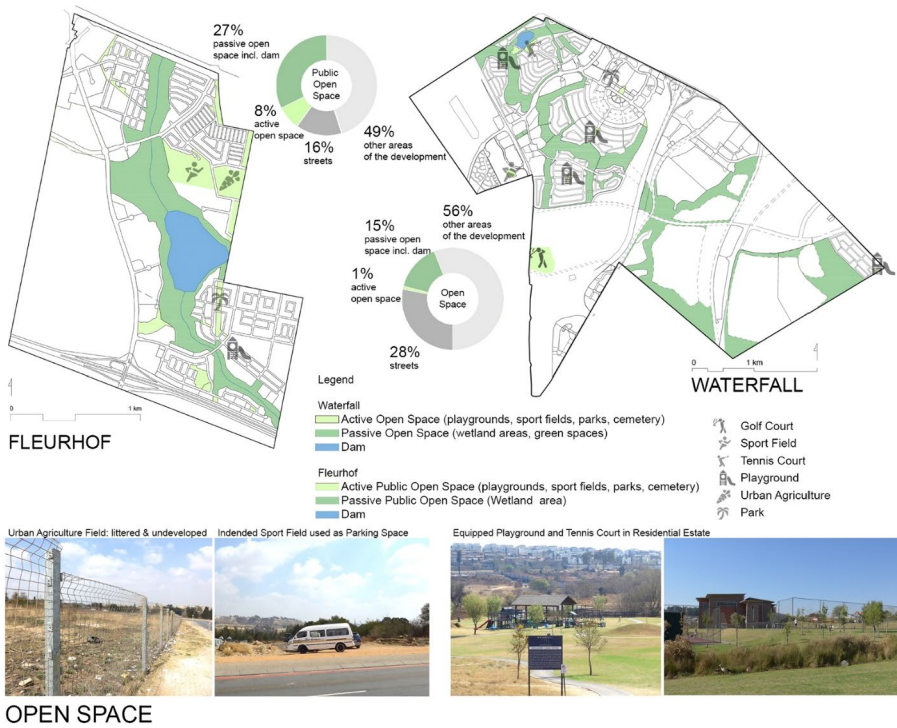 27%
passive open
space incl. dam
Public
Open
Space
8%
active
open space
16%
streets
49%
other areas
of the development
15%
passive open
space incl. dam
56%
other areas
of the development
1%
active
open space
Open
Space
28%
streets
0 1 km
FLEURHOF
0 1 km
WATERFALL
Legend
Waterfall
Active Open Space (playgrounds, sport fields, parks, cemetery)
Passive Open Space (wetland areas, green spaces)
Dam
Fleurhof
Active Public Open Space (playgrounds, sport fields, parks, cemetery)
Passive Public Open Space (Wetland area)
Dam
Golf Court
Sport Field
Tennis Court
Playground
Urban Agriculture
Park
Urban Agriculture Field: littered & undeveloped
Indended Sport Field used as Parking Space
Equipped Playground and Tennis Court in Residential Estate
OPEN SPACE